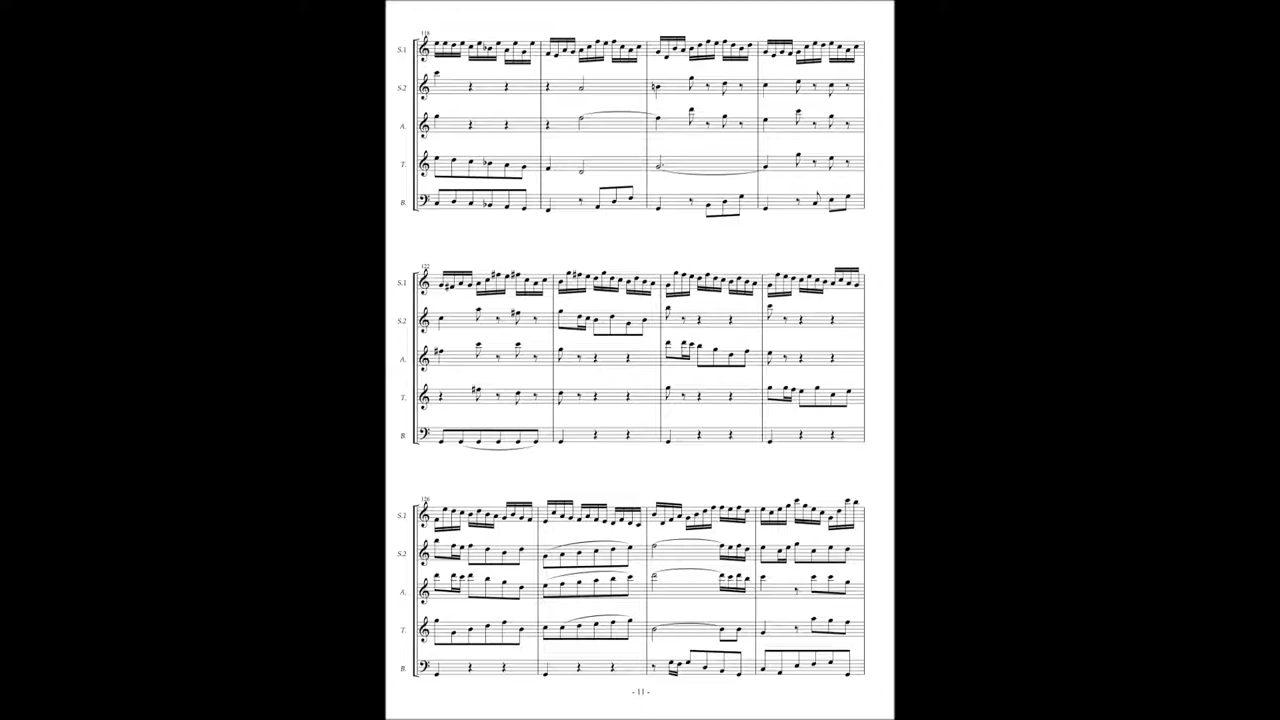 118
S.1
S.2
A.
T.
B.
122
S.1
S.2
A.
T.
B.
126
S.1
S.2
A.
T.
B.
- 11 -